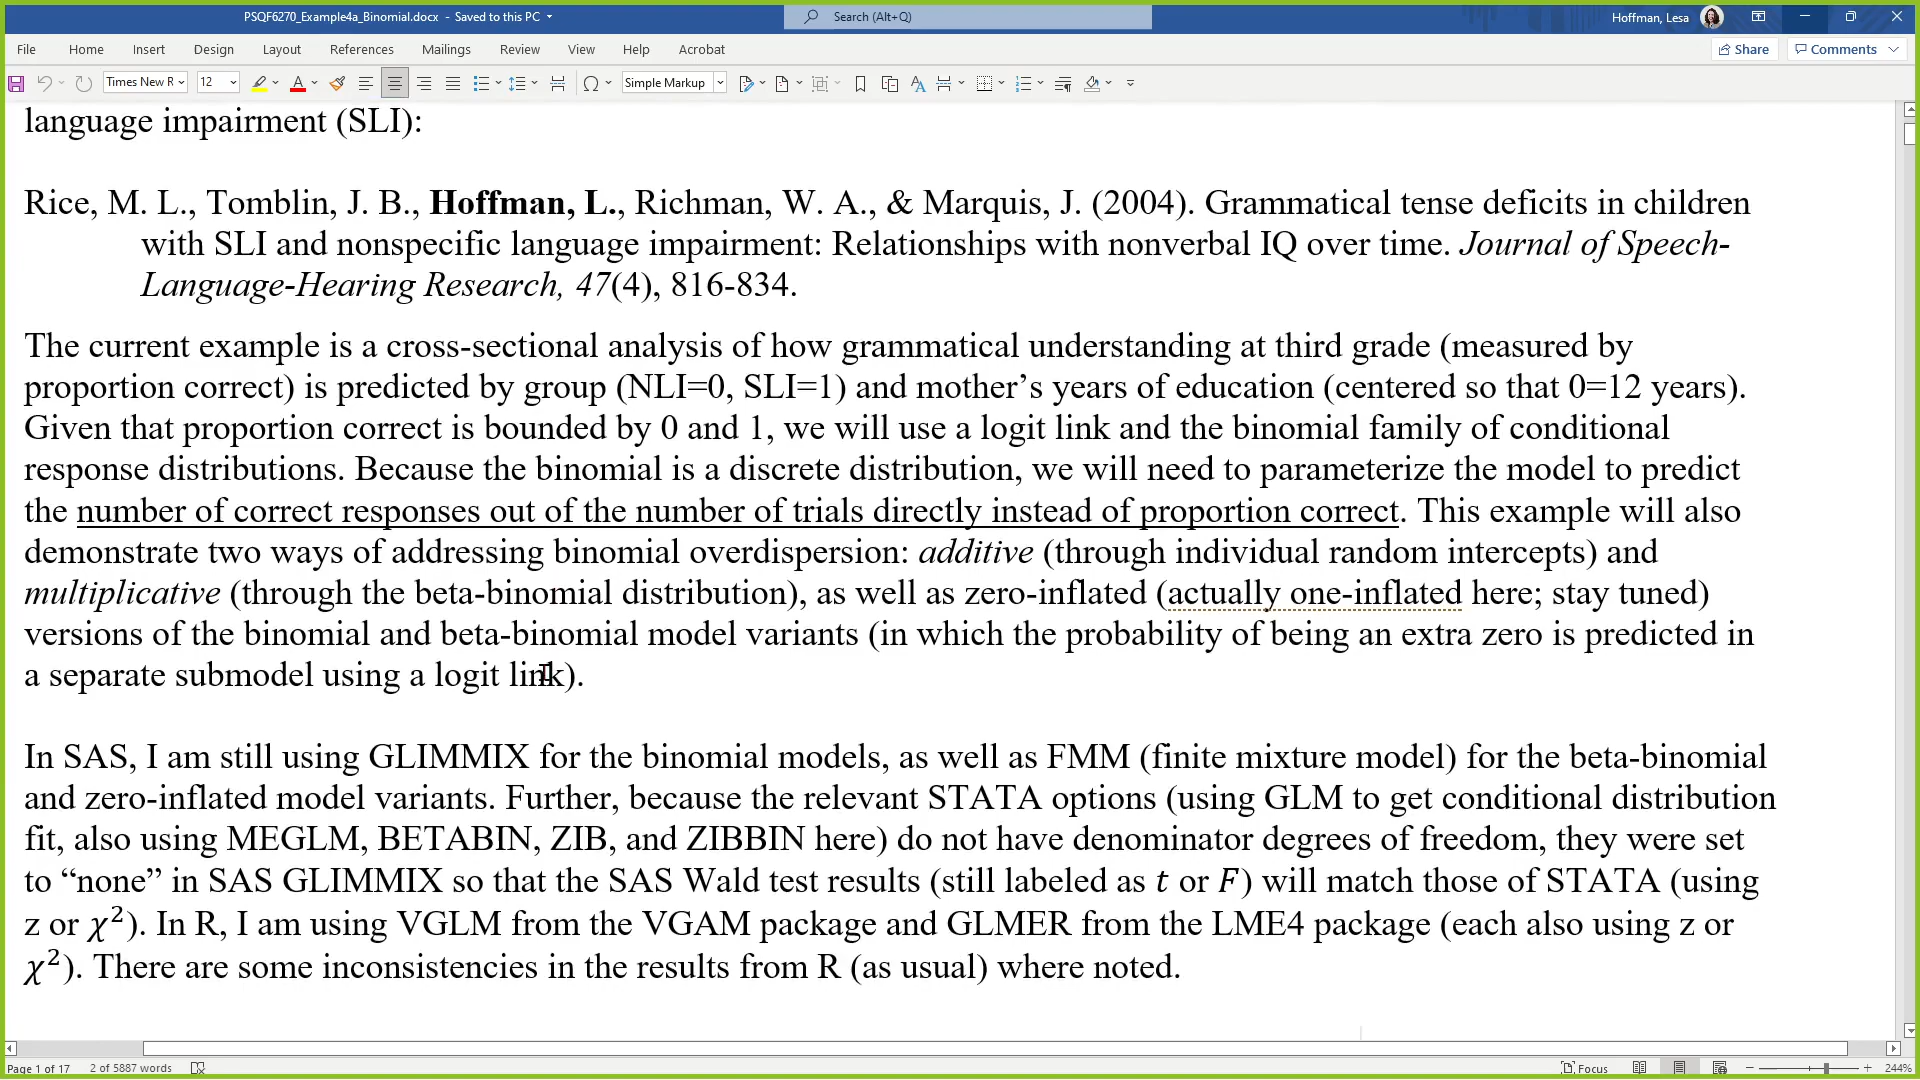 PSQF6270_Example4a_Binomial.docx - Saved to this PC
Search (Alt+Q)
Hoffman, Lesa
File Home Insert Design Layout References Mailings Review View Help Acrobat
Share Comments
Times New R 12 Simple Markup
language impairment (SLI):
Rice, M. L., Tomblin, J. B., Hoffman, L., Richman, W. A., & Marquis, J. (2004). Grammatical tense deficits in children
with SLI and nonspecific language impairment: Relationships with nonverbal IQ over time. Journal of Speech-
Language-Hearing Research, 47(4), 816-834.
The current example is a cross-sectional analysis of how grammatical understanding at third grade (measured by
proportion correct) is predicted by group (NLI=0, SLI=1) and mother’s years of education (centered so that 0=12 years).
Given that proportion correct is bounded by 0 and 1, we will use a logit link and the binomial family of conditional
response distributions. Because the binomial is a discrete distribution, we will need to parameterize the model to predict
the number of correct responses out of the number of trials directly instead of proportion correct. This example will also
demonstrate two ways of addressing binomial overdispersion: additive (through individual random intercepts) and
multiplicative (through the beta-binomial distribution), as well as zero-inflated (actually one-inflated here; stay tuned)
versions of the binomial and beta-binomial model variants (in which the probability of being an extra zero is predicted in
a separate submodel using a logit link).
In SAS, I am still using GLIMMIX for the binomial models, as well as FMM (finite mixture model) for the beta-binomial
and zero-inflated model variants. Further, because the relevant STATA options (using GLM to get conditional distribution
fit, also using MEGLM, BETABIN, ZIB, and ZIBBIN here) do not have denominator degrees of freedom, they were set
to “none” in SAS GLIMMIX so that the SAS Wald test results (still labeled as t or F) will match those of STATA (using
z or χ²). In R, I am using VGLM from the VGAM package and GLMER from the LME4 package (each also using z or
χ²). There are some inconsistencies in the results from R (as usual) where noted.
Page 1 of 17 2 of 5887 words
Focus
244%